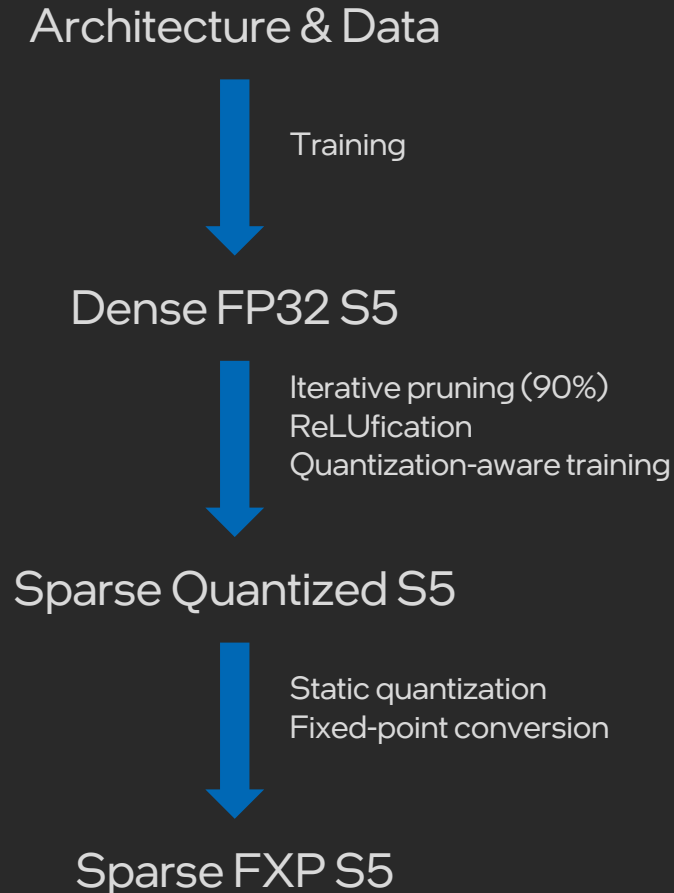 Architecture & Data
Training
Dense FP32 S5
Iterative pruning (90%)
ReLUfication
Quantization-aware training
Sparse Quantized S5
Static quantization
Fixed-point conversion
Sparse FXP S5